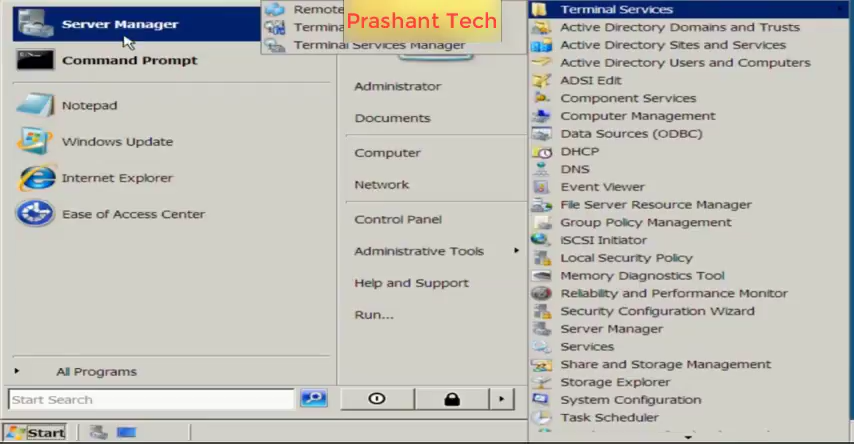 Server Manager
Command Prompt
Notepad
Windows Update
Internet Explorer
Ease of Access Center
All Programs
Start Search
Start
Remote
Terminal
Terminal Services Manager
Prashant Tech
Administrator
Documents
Computer
Network
Control Panel
Administrative Tools
Help and Support
Run...
Terminal Services
Active Directory Domains and Trusts
Active Directory Sites and Services
Active Directory Users and Computers
ADSI Edit
Component Services
Computer Management
Data Sources (ODBC)
DHCP
DNS
Event Viewer
File Server Resource Manager
Group Policy Management
iSCSI Initiator
Local Security Policy
Memory Diagnostics Tool
Reliability and Performance Monitor
Security Configuration Wizard
Server Manager
Services
Share and Storage Management
Storage Explorer
System Configuration
Task Scheduler